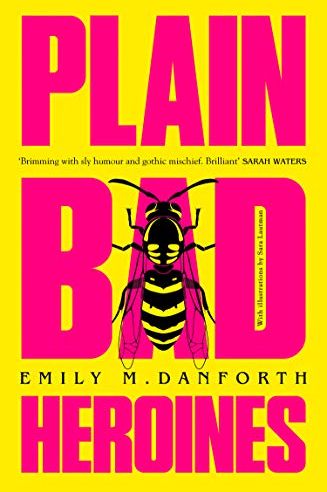 PLAIN
'Brimming with sly humour and gothic mischief. Brilliant' SARAH WATERS
BAD
With illustrations by Sara Lautman
EMILY M. DANFORTH
HEROINES